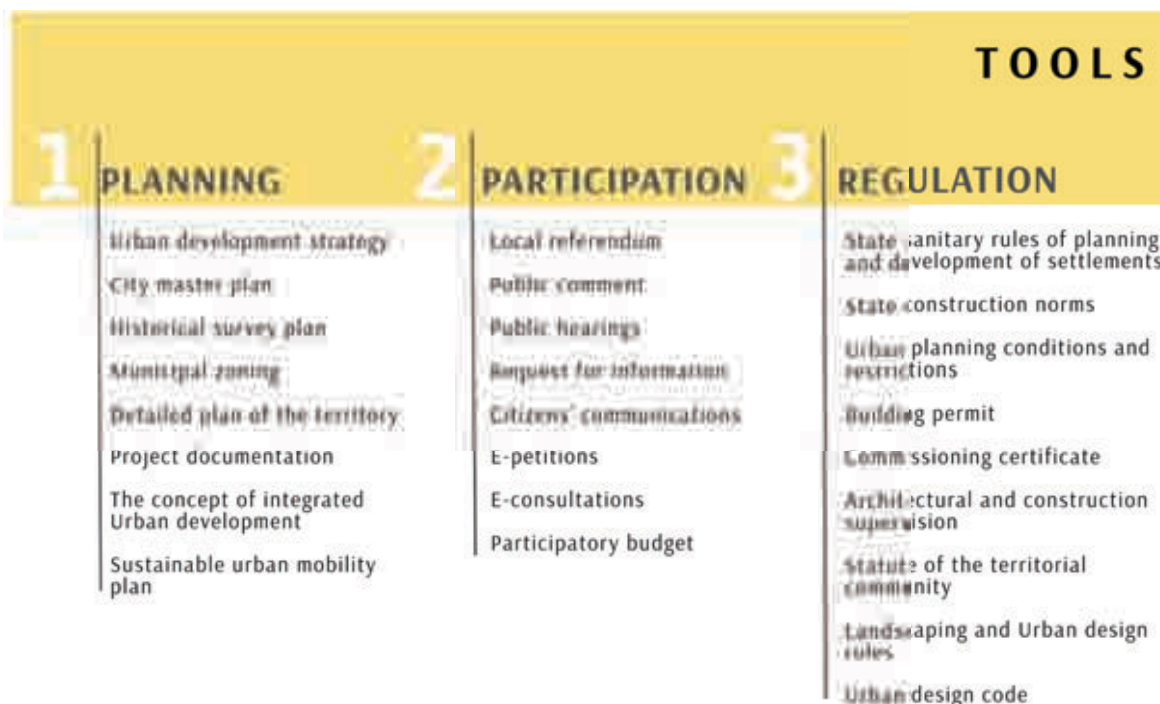 TOOLS
1 PLANNING
Urban development strategy
City master plan
Historical survey plan
Municipal zoning
Detailed plan of the territory
Project documentation
The concept of integrated
Urban development
Sustainable urban mobility
plan
2 PARTICIPATION
Local referendum
Public comment
Public hearings
Request for information
Citizens' communications
E-petitions
E-consultations
Participatory budget
3 REGULATION
State sanitary rules of planning
and development of settlements
State construction norms
Urban planning conditions and
restrictions
Building permit
Commissioning certificate
Architectural and construction
supervision
Statute of the territorial
community
Landscaping and Urban design
rules
Urban design code